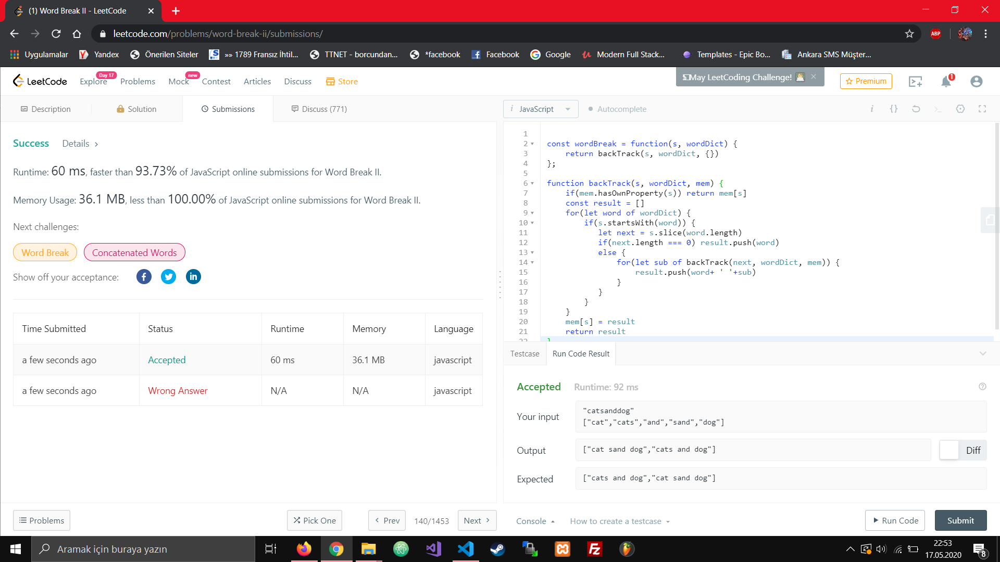 (1) Word Break II - LeetCode
leetcode.com/problems/word-break-ii/submissions/
ABP
Uygulamalar
Yandex
Önerilen Siteler
»» 1789 Fransız İhtil...
TTNET - borcundan...
*facebook
Facebook
Google
Modern Full Stack...
Templates - Epic Bo...
Ankara SMS Müşter...
LeetCode
Explore
Day 17
Problems
Mock
new
Contest
Articles
Discuss
Store
May LeetCoding Challenge!
Premium
1
Description
Solution
Submissions
Discuss (771)
Success
Details
Runtime: 60 ms, faster than 93.73% of JavaScript online submissions for Word Break II.
Memory Usage: 36.1 MB, less than 100.00% of JavaScript online submissions for Word Break II.
Next challenges:
Word Break
Concatenated Words
Show off your acceptance:
Time Submitted Status Runtime Memory Language
a few seconds ago Accepted 60 ms 36.1 MB javascript
a few seconds ago Wrong Answer N/A N/A javascript
Problems
Pick One
Prev
140/1453
Next
i JavaScript
Autocomplete
i {}
1
2 const wordBreak = function(s, wordDict) {
3 return backTrack(s, wordDict, {})
4 };
5
6 function backTrack(s, wordDict, mem) {
7 if(mem.hasOwnProperty(s)) return mem[s]
8 const result = []
9 for(let word of wordDict) {
10 if(s.startsWith(word)) {
11 let next = s.slice(word.length)
12 if(next.length === 0) result.push(word)
13 else {
14 for(let sub of backTrack(next, wordDict, mem)) {
15 result.push(word+ ' '+sub)
16 }
17 }
18 }
19 }
20 mem[s] = result
21 return result
22 }
Testcase
Run Code Result
Accepted
Runtime: 92 ms
Your input
"catsanddog"
["cat","cats","and","sand","dog"]
Output
["cat sand dog","cats and dog"]
Diff
Expected
["cats and dog","cat sand dog"]
Console
How to create a testcase
Run Code
Submit
Aramak için buraya yazın
22:53
17.05.2020
8